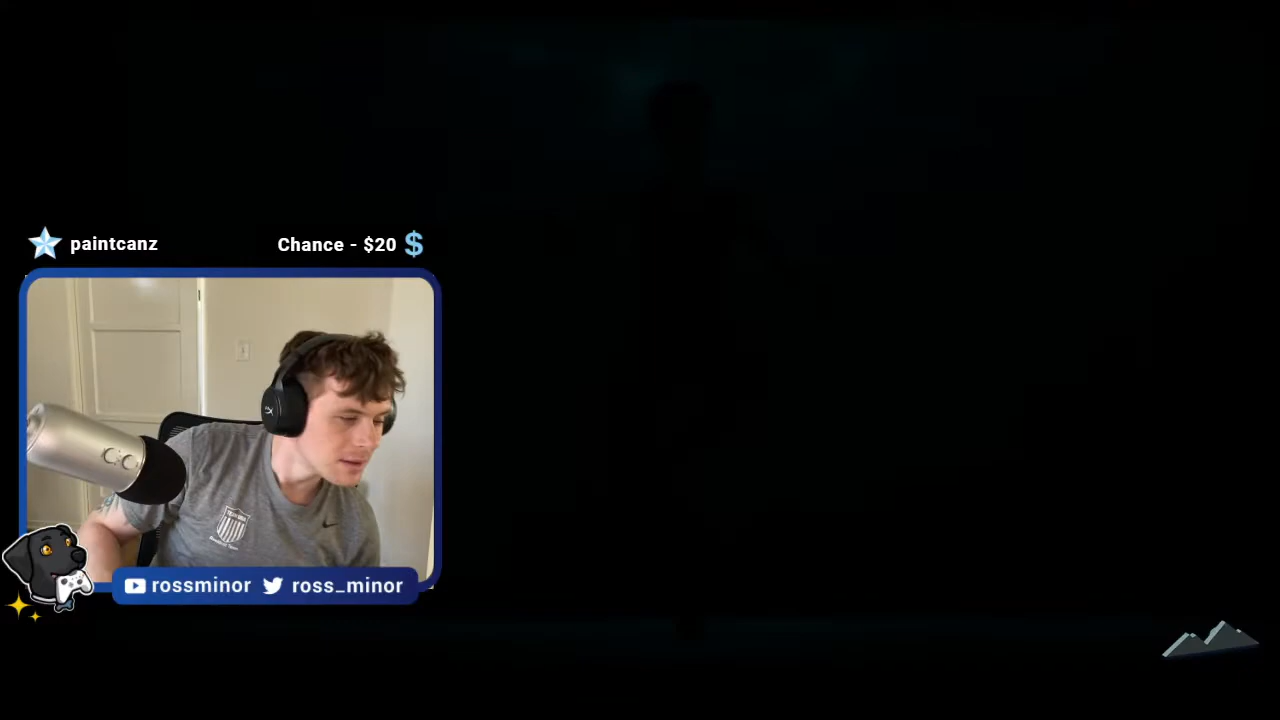 paintcanz
Chance - $20 $
rossminor
ross_minor